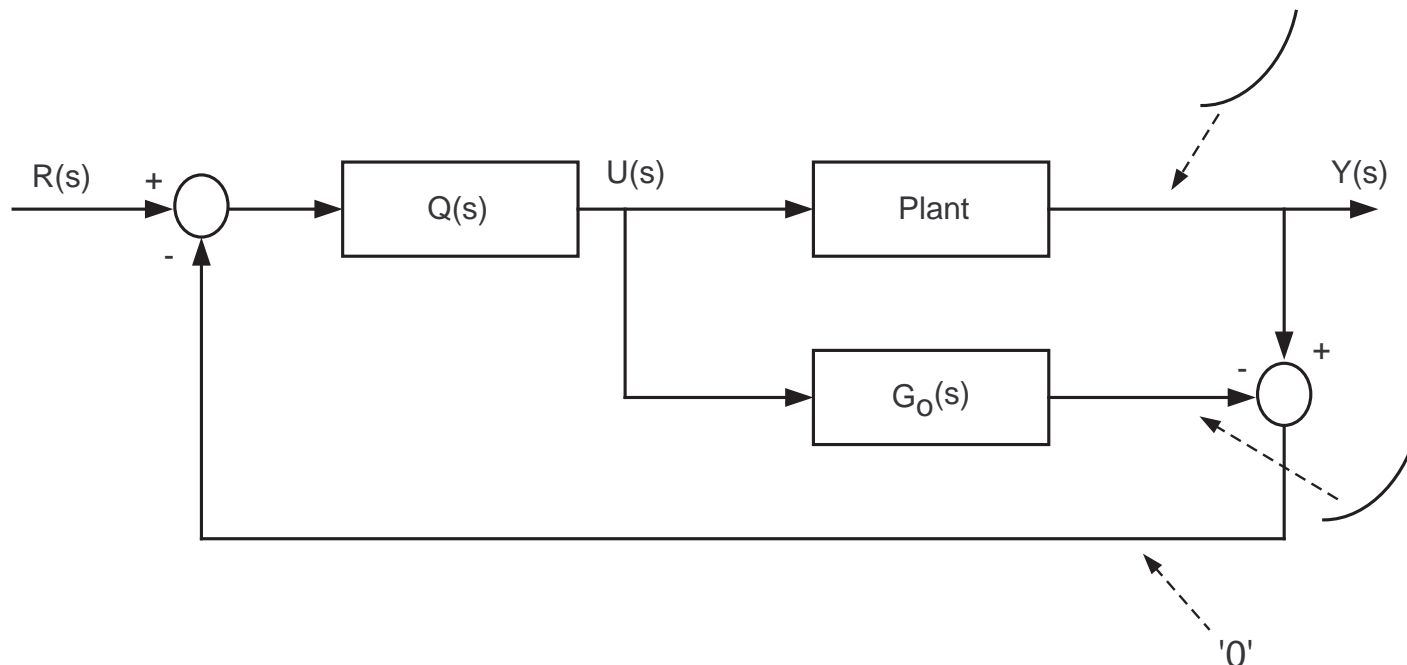 R(s)
+
-
Q(s)
U(s)
Plant
Y(s)
+
-
Go(s)
'0'